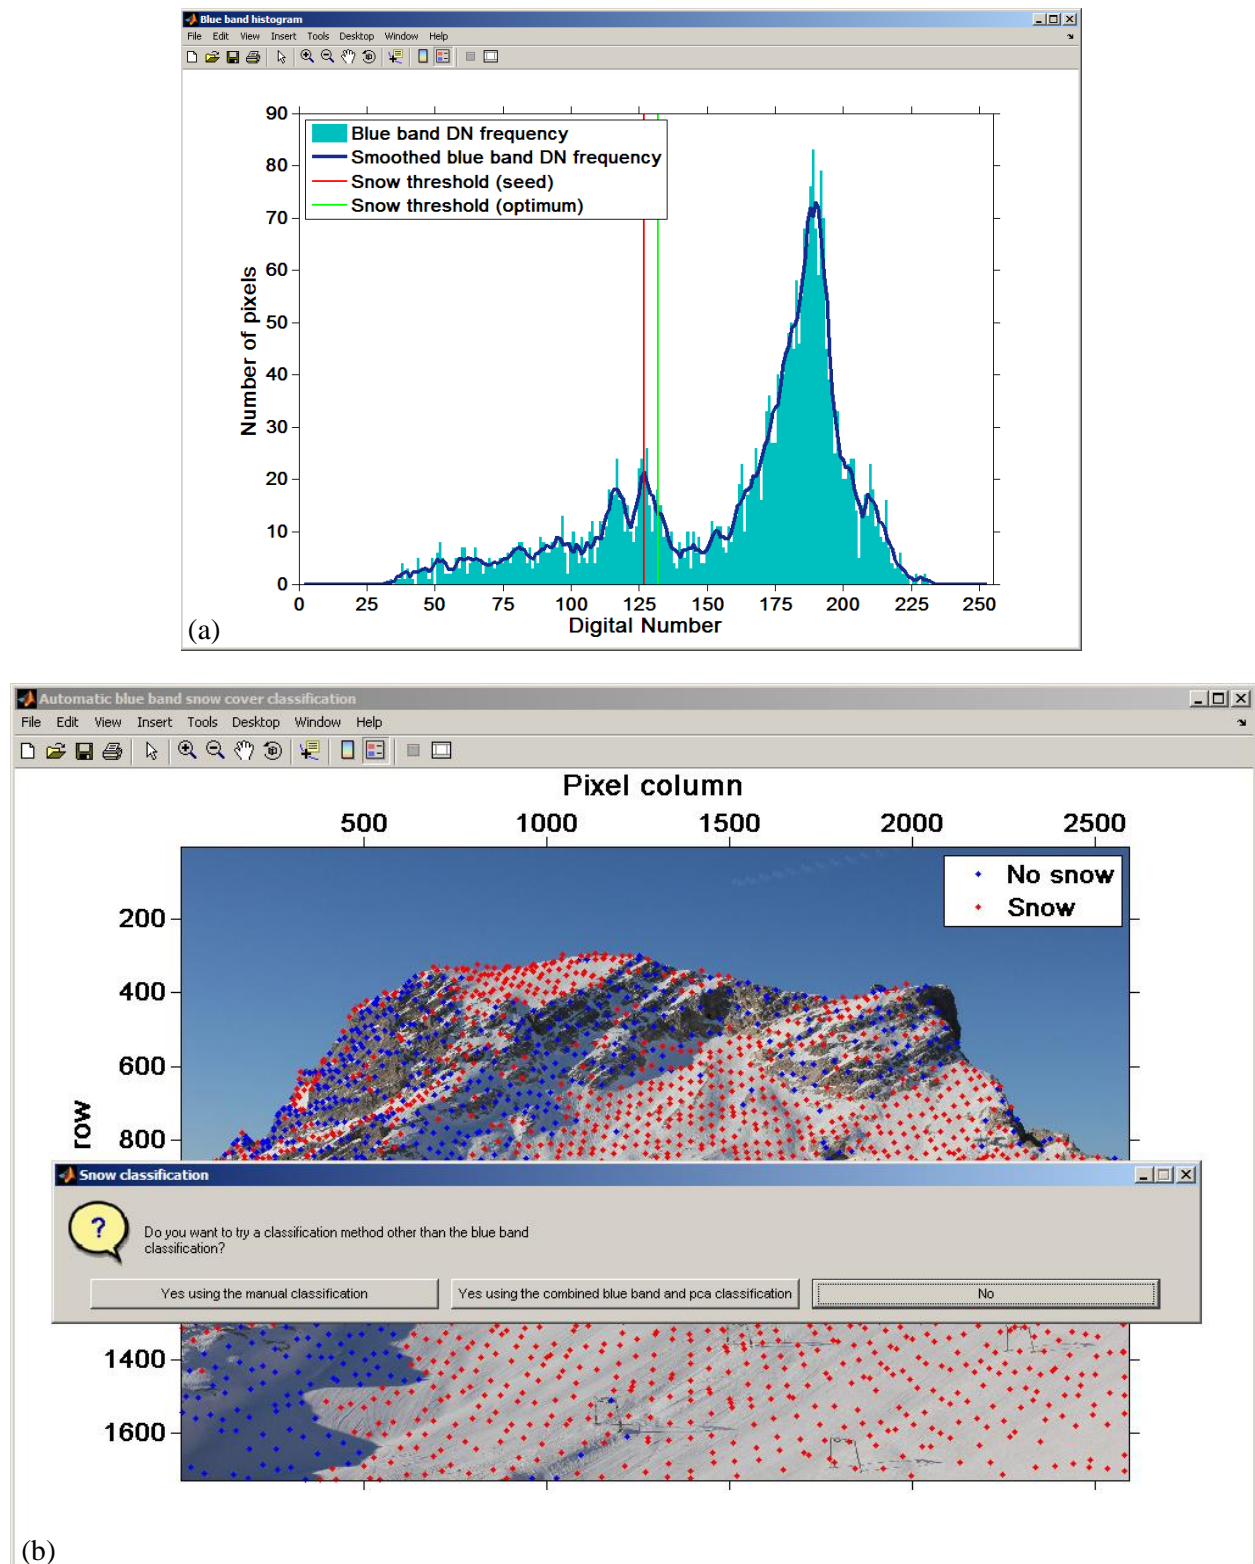 Blue band histogram
File Edit View Insert Tools Desktop Window Help
90
80
70
60
50
40
30
20
10
0
Number of pixels
Blue band DN frequency
Smoothed blue band DN frequency
Snow threshold (seed)
Snow threshold (optimum)
0 25 50 75 100 125 150 175 200 225 250
Digital Number
(a)
Automatic blue band snow cover classification
File Edit View Insert Tools Desktop Window Help
Pixel column
500 1000 1500 2000 2500
No snow
Snow
200
400
600
800
row
Snow classification
?
Do you want to try a classification method other than the blue band
classification?
Yes using the manual classification
Yes using the combined blue band and pca classification
No
1400
1600
(b)